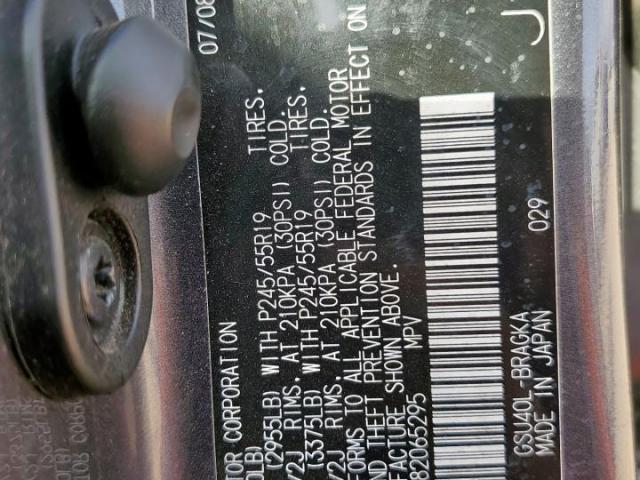 TOR CORPORATION 07/08
0LB)
(2955LB) WITH P245/55R19 TIRES.
/2J RIMS. AT 210KPA (30PSI) COLD.
(3375LB) WITH P245/55R19 TIRES.
/2J RIMS. AT 210KPA (30PSI) COLD.
FORMS TO ALL APPLICABLE FEDERAL MOTOR
ND THEFT PREVENTION STANDARDS IN EFFECT ON
FACTURE SHOWN ABOVE.
82065295 MPV
J
029
GSU40L-BRAGKA
MADE IN JAPAN